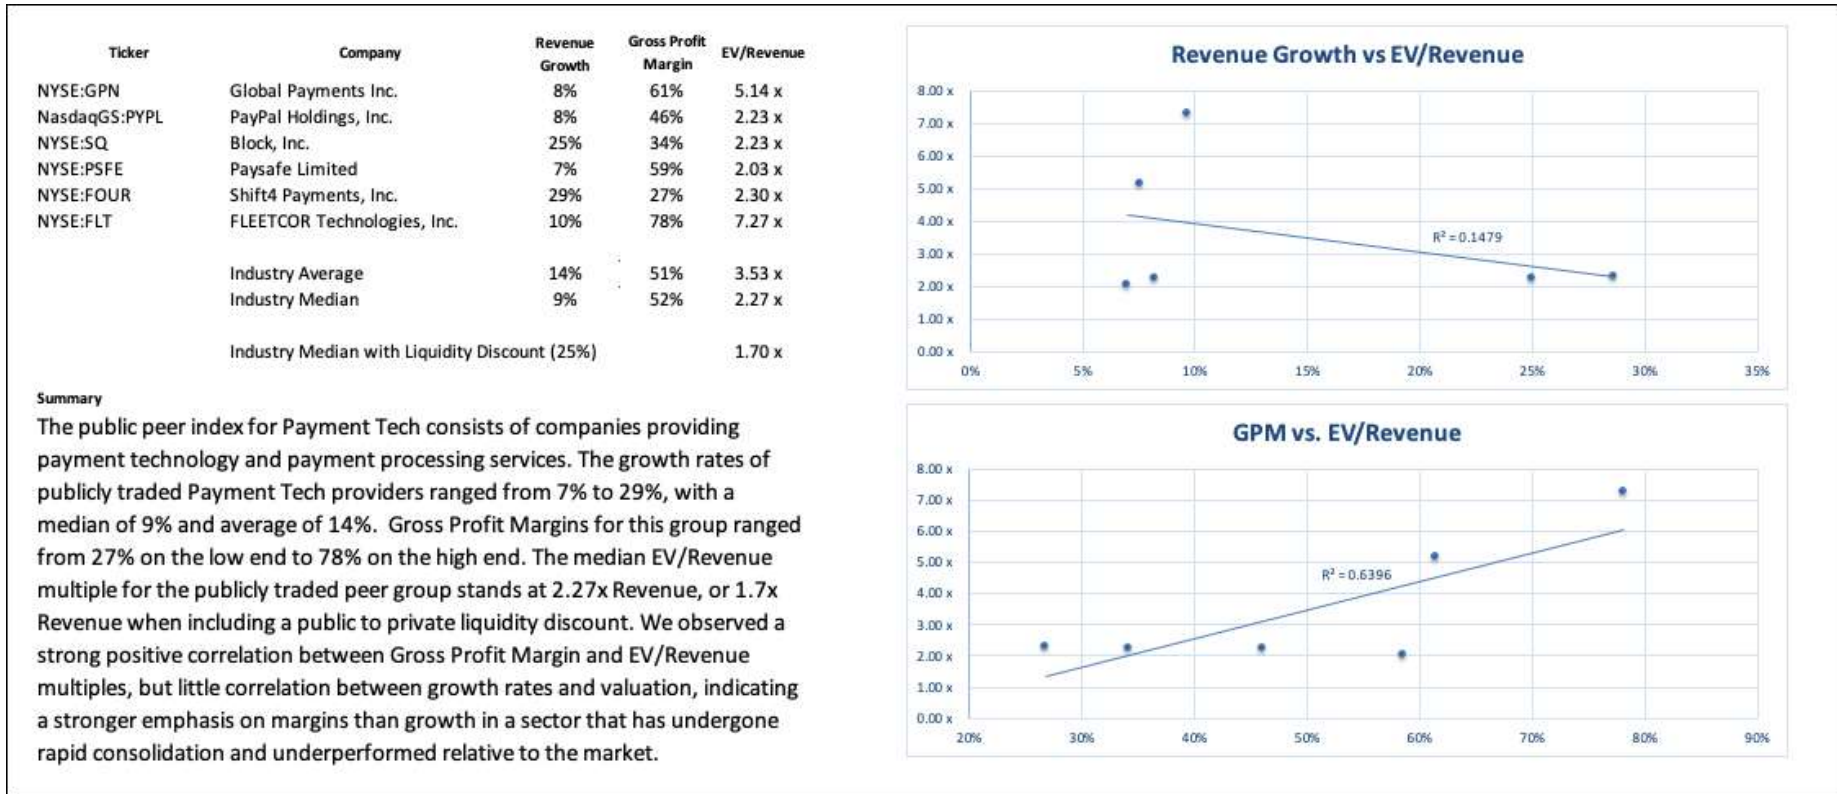 Ticker Company Revenue Growth Gross Profit Margin EV/Revenue
NYSE:GPN Global Payments Inc. 8% 61% 5.14 x
NasdaqGS:PYPL PayPal Holdings, Inc. 8% 46% 2.23 x
NYSE:SQ Block, Inc. 25% 34% 2.23 x
NYSE:PSFE Paysafe Limited 7% 59% 2.03 x
NYSE:FOUR Shift4 Payments, Inc. 29% 27% 2.30 x
NYSE:FLT FLEETCOR Technologies, Inc. 10% 78% 7.27 x
Industry Average 14% 51% 3.53 x
Industry Median 9% 52% 2.27 x
Industry Median with Liquidity Discount (25%) 1.70 x
Summary
The public peer index for Payment Tech consists of companies providing
payment technology and payment processing services. The growth rates of
publicly traded Payment Tech providers ranged from 7% to 29%, with a
median of 9% and average of 14%. Gross Profit Margins for this group ranged
from 27% on the low end to 78% on the high end. The median EV/Revenue
multiple for the publicly traded peer group stands at 2.27x Revenue, or 1.7x
Revenue when including a public to private liquidity discount. We observed a
strong positive correlation between Gross Profit Margin and EV/Revenue
multiples, but little correlation between growth rates and valuation, indicating
a stronger emphasis on margins than growth in a sector that has undergone
rapid consolidation and underperformed relative to the market.
Revenue Growth vs EV/Revenue
8.00 x
7.00 x
6.00 x
5.00 x
4.00 x
R² = 0.1479
3.00 x
2.00 x
1.00 x
0.00 x
0% 5% 10% 15% 20% 25% 30% 35%
GPM vs. EV/Revenue
8.00 x
7.00 x
6.00 x
5.00 x
R² = 0.6396
4.00 x
3.00 x
2.00 x
1.00 x
0.00 x
20% 30% 40% 50% 60% 70% 80% 90%